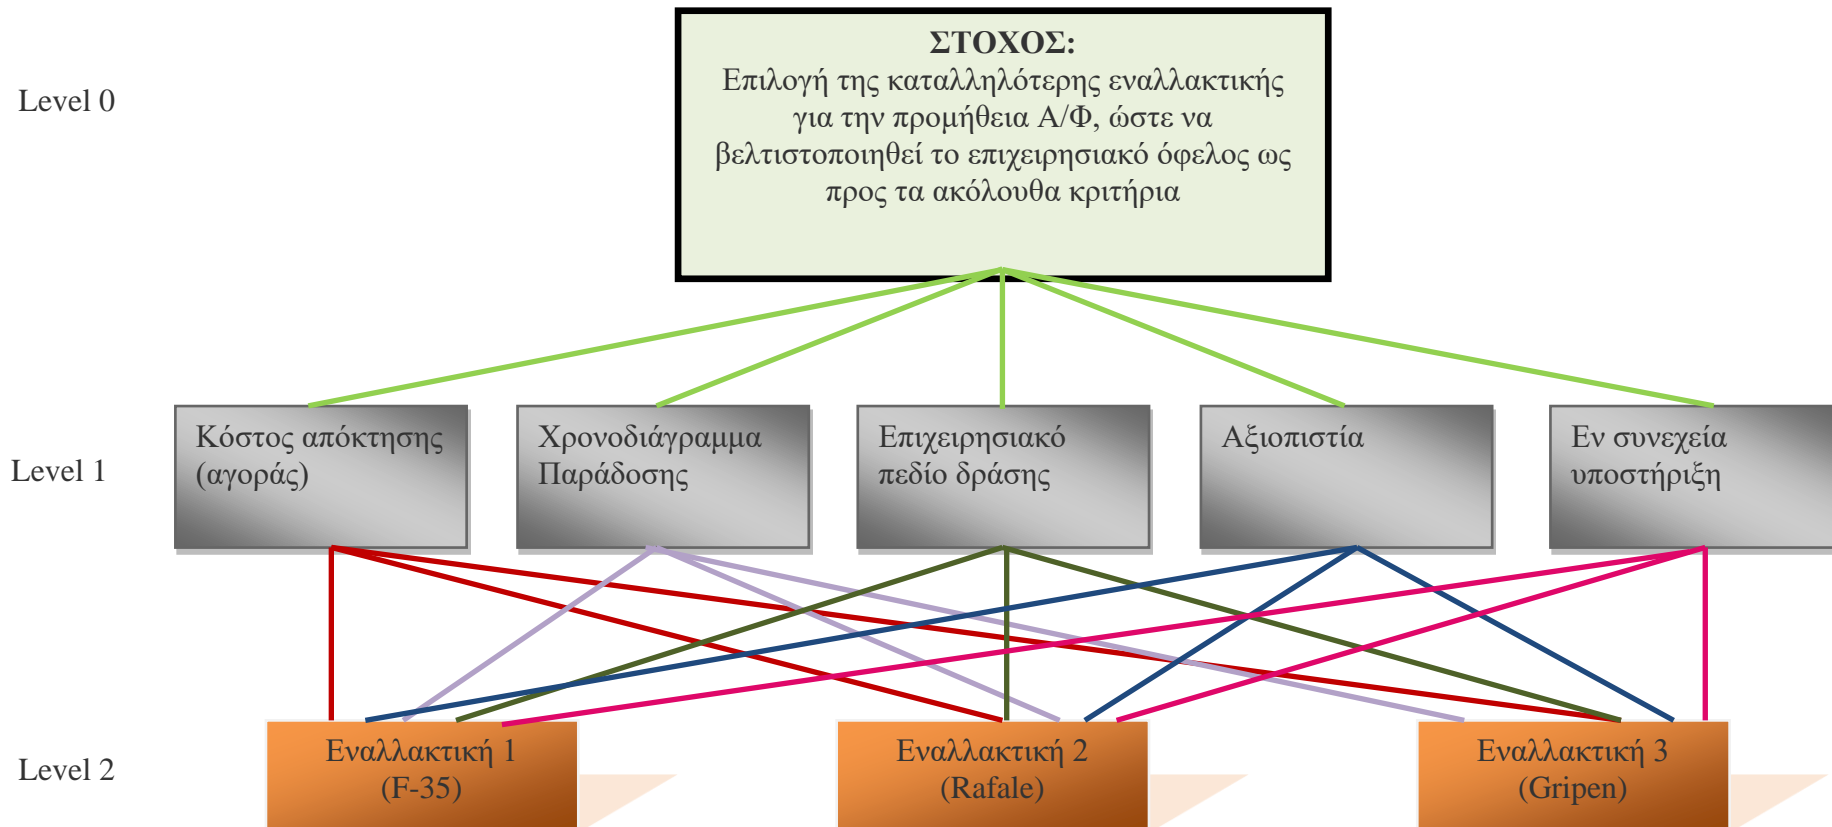 Level 0
ΣΤΟΧΟΣ:
Επιλογή της καταλληλότερης εναλλακτικής
για την προμήθεια Α/Φ, ώστε να
βελτιστοποιηθεί το επιχειρησιακό όφελος ως
προς τα ακόλουθα κριτήρια
Level 1
Κόστος απόκτησης
(αγοράς)
Χρονοδιάγραμμα
Παράδοσης
Επιχειρησιακό
πεδίο δράσης
Αξιοπιστία
Εν συνεχεία
υποστήριξη
Level 2
Εναλλακτική 1
(F-35)
Εναλλακτική 2
(Rafale)
Εναλλακτική 3
(Gripen)